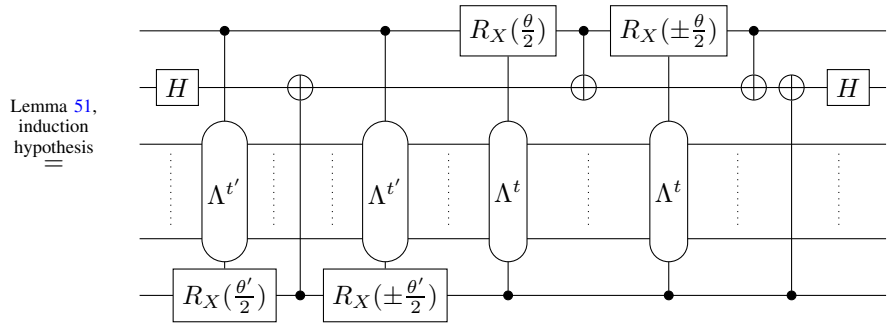 R_X(θ/2) R_X(±θ/2)
H H
Lemma 51,
induction
hypothesis
=
Λ^{t'} Λ^{t'} Λ^t Λ^t
R_X(θ'/2) R_X(±θ'/2)